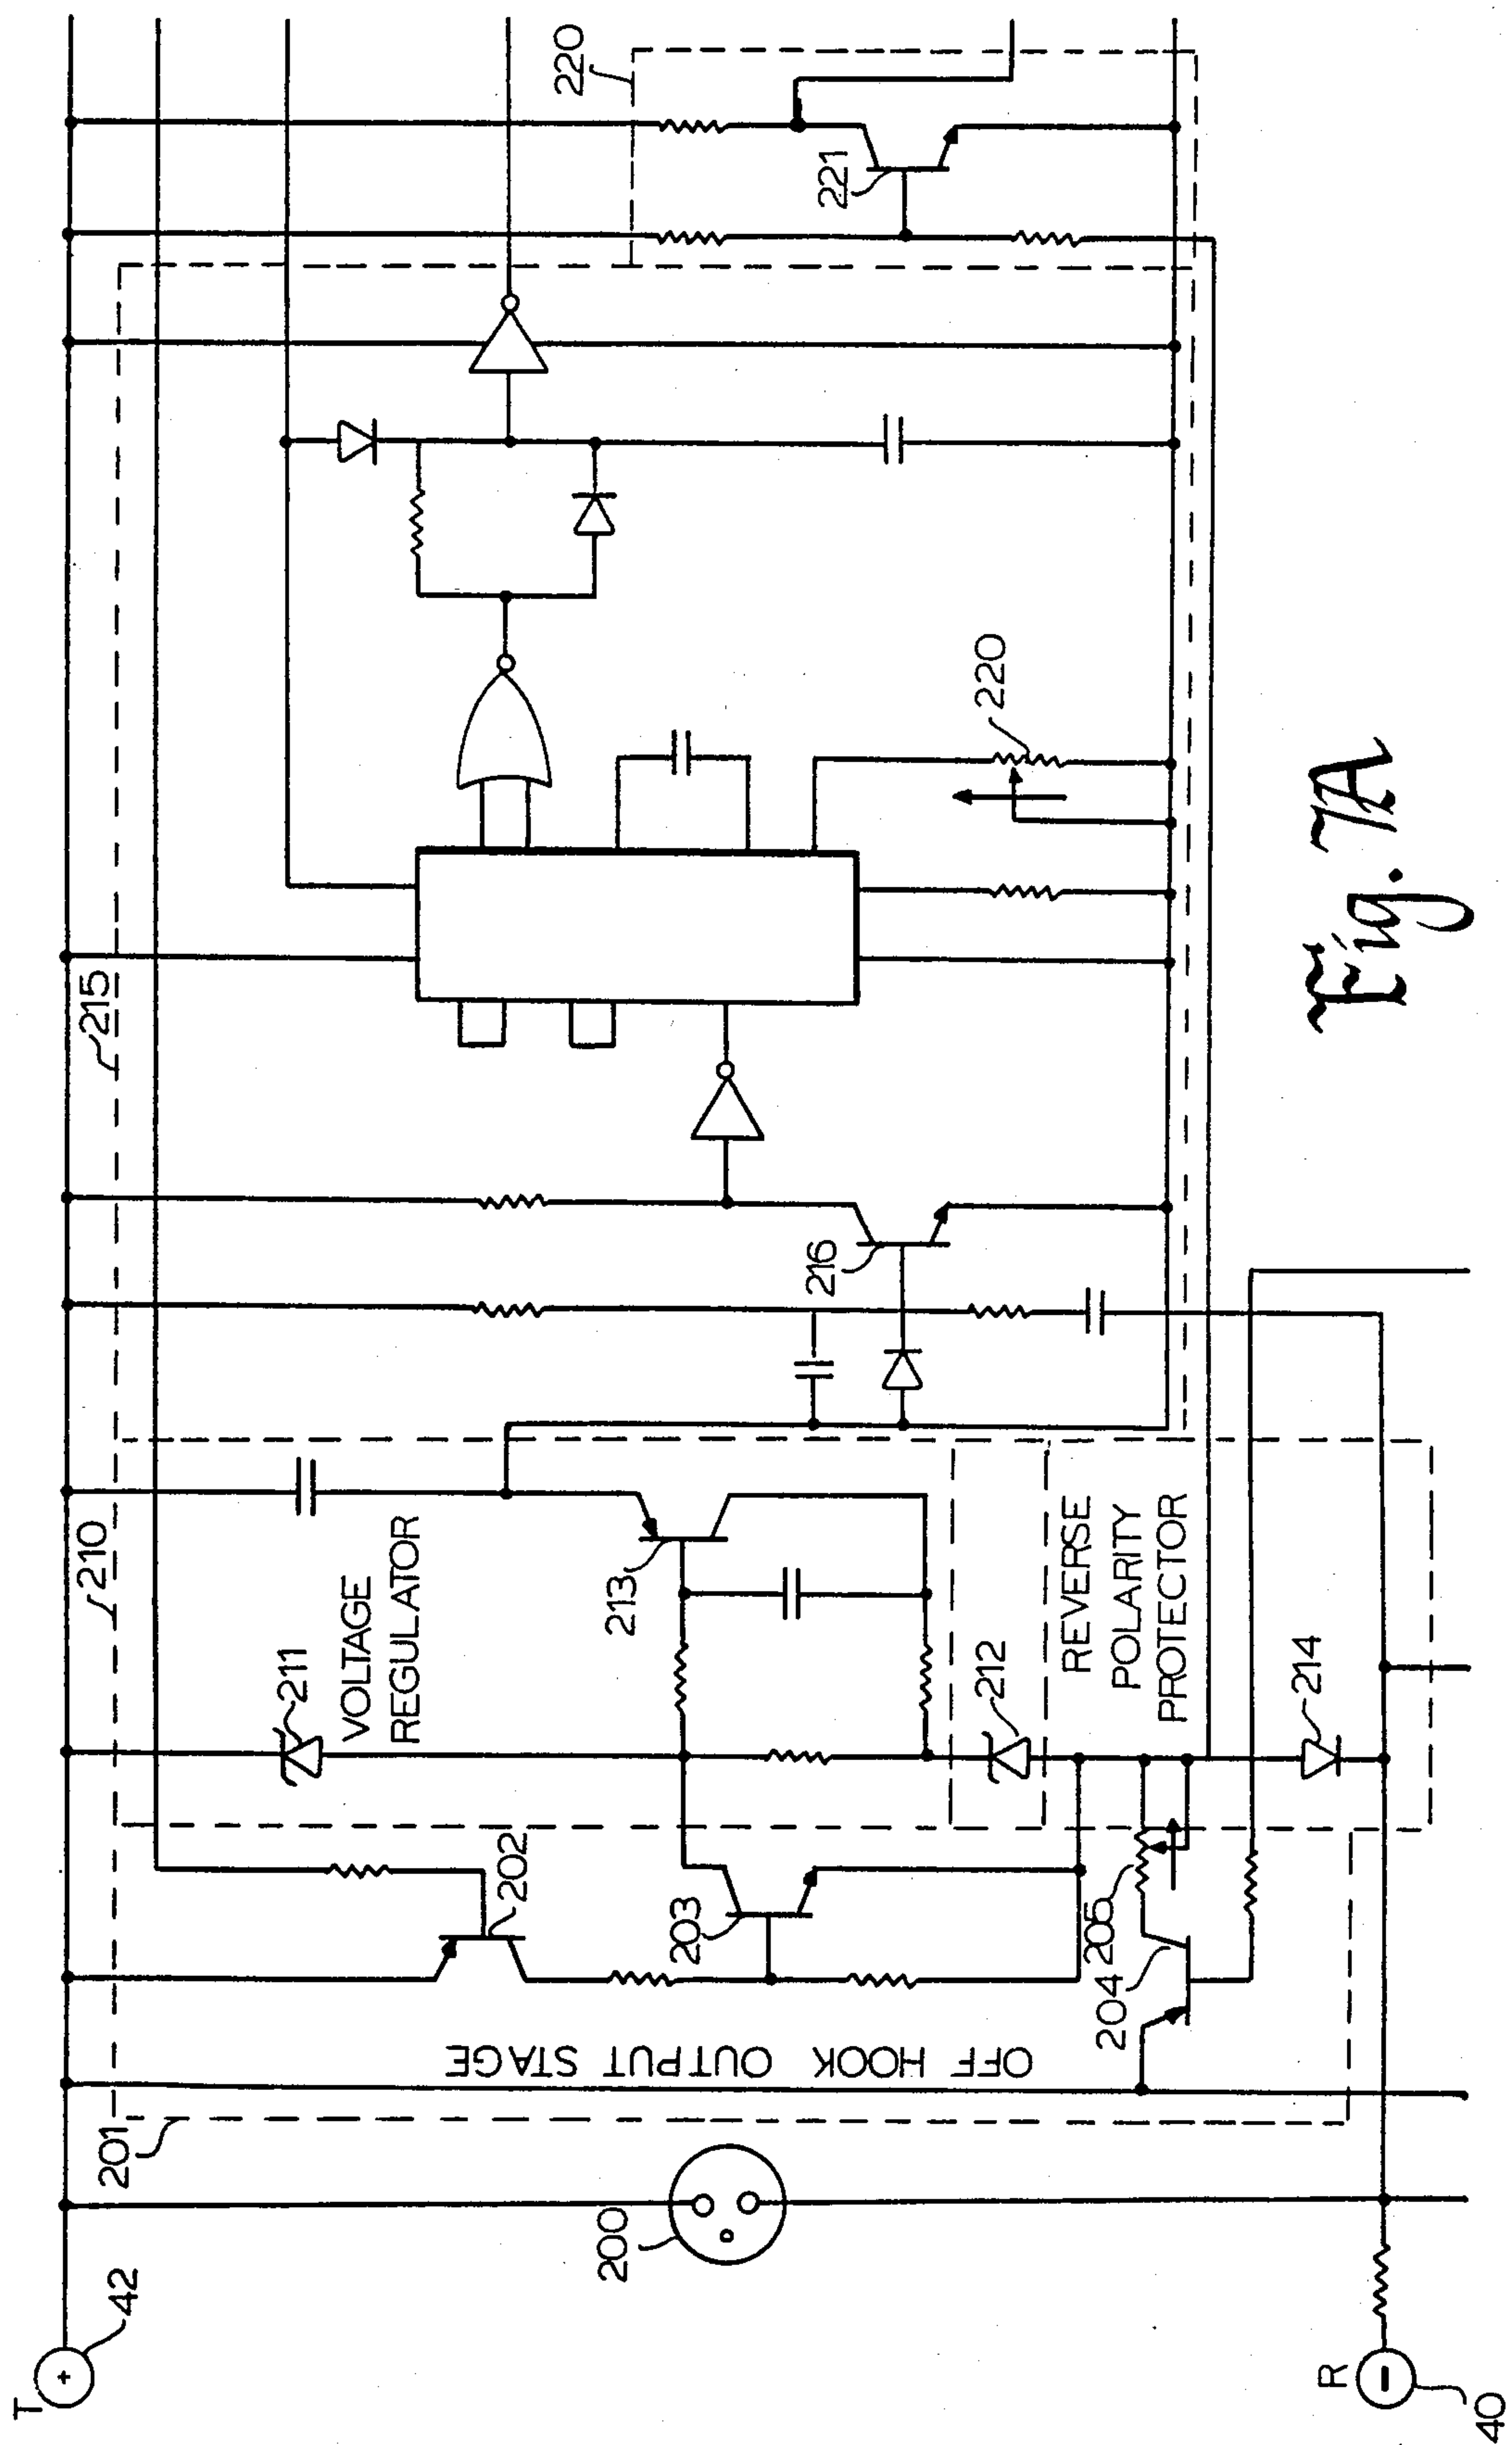 T
+
42
200
201
OFF HOOK OUTPUT STAGE
202
203
204
205
210
211
VOLTAGE
REGULATOR
213
212
REVERSE
POLARITY
PROTECTOR
214
215
216
220
220
221
R
–
40
Fig. 7A